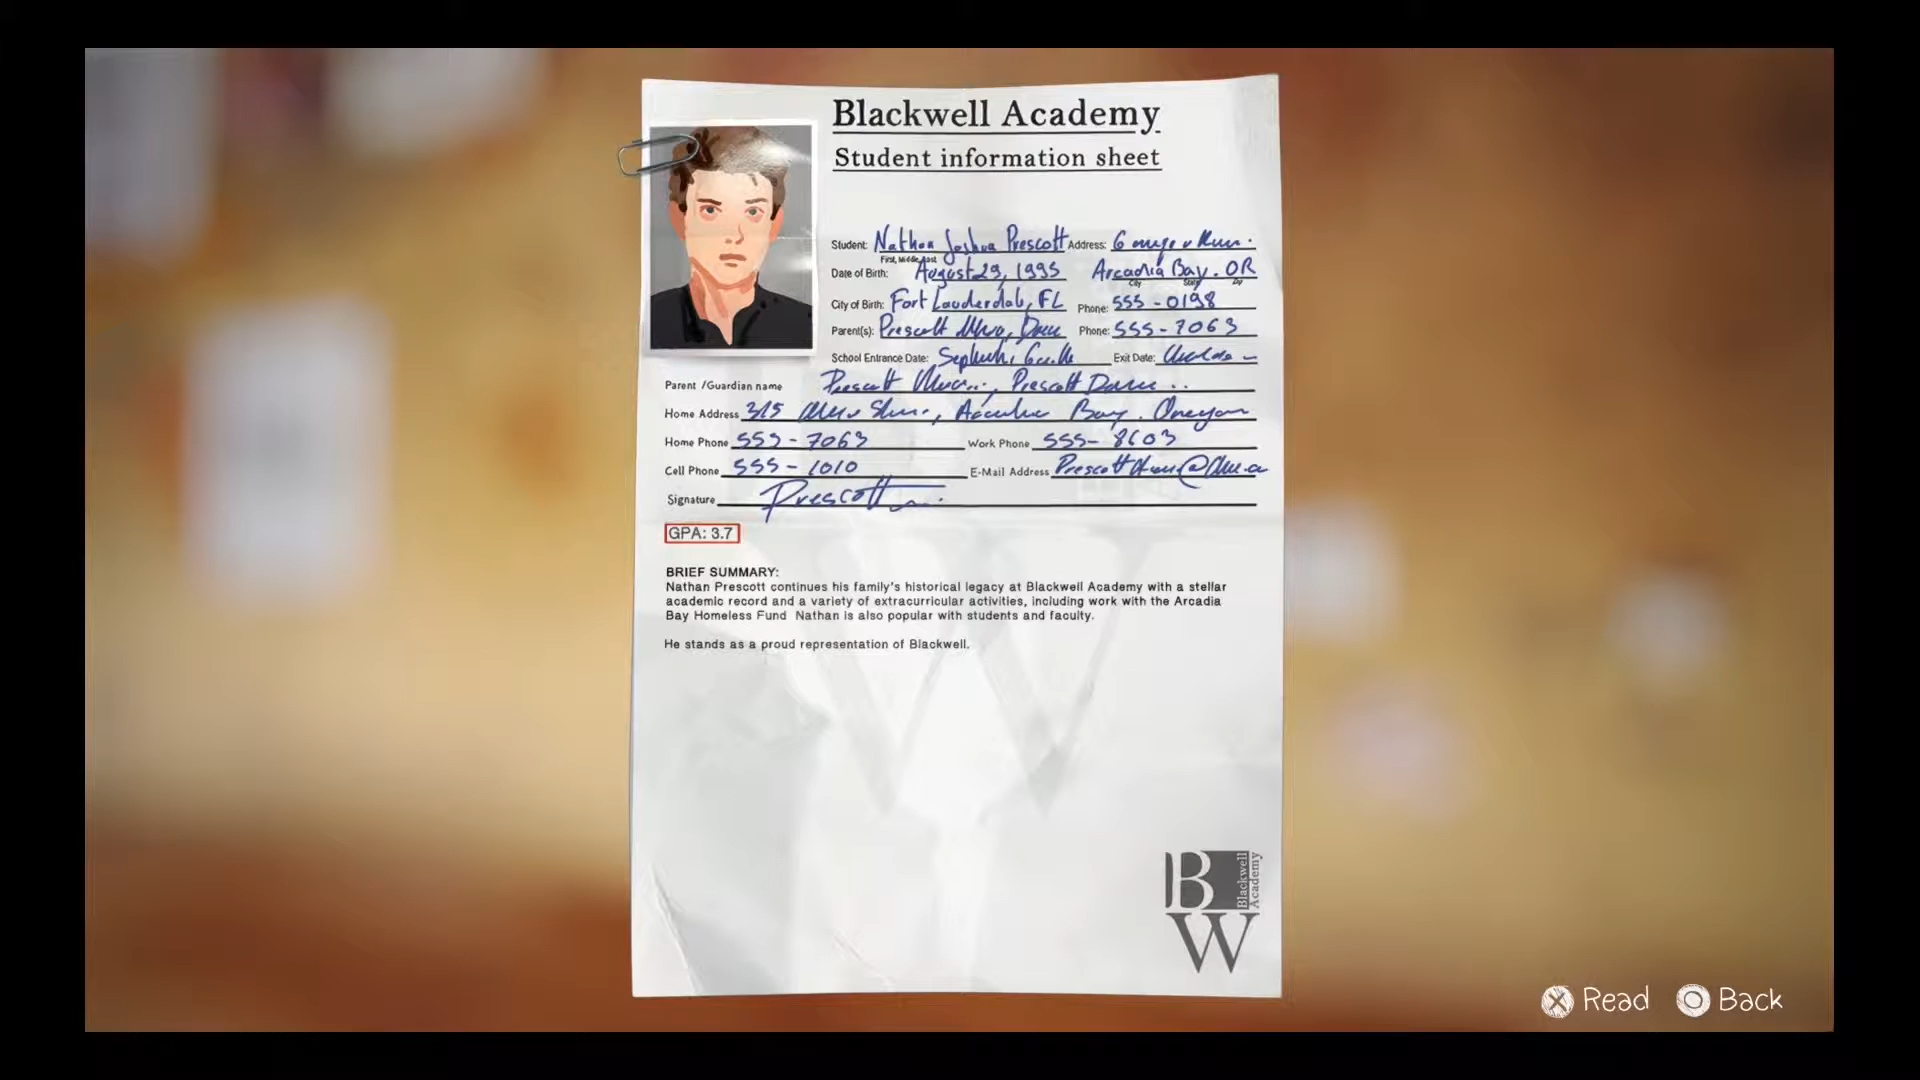 Blackwell Academy
Student information sheet
Student: Nathan Joshua Prescott Address:
First, Middle, Last
Date of Birth: August 29, 1995 Arcadia Bay. OR
City State Zip
City of Birth: Fort Lauderdale, FL Phone: 555-0198
Parent(s): Prescott Phone: 555-7063
School Entrance Date: Exit Date:
Parent /Guardian name Prescott , Prescott
Home Address 315 Bay.
Home Phone 555-7063 Work Phone 555-8603
Cell Phone 555-1010 E-Mail Address
Signature Prescott
GPA: 3.7
BRIEF SUMMARY:
Nathan Prescott continues his family's historical legacy at Blackwell Academy with a stellar
academic record and a variety of extracurricular activities, including work with the Arcadia
Bay Homeless Fund Nathan is also popular with students and faculty.
He stands as a proud representation of Blackwell.
BW
Blackwell
Academy
Read Back